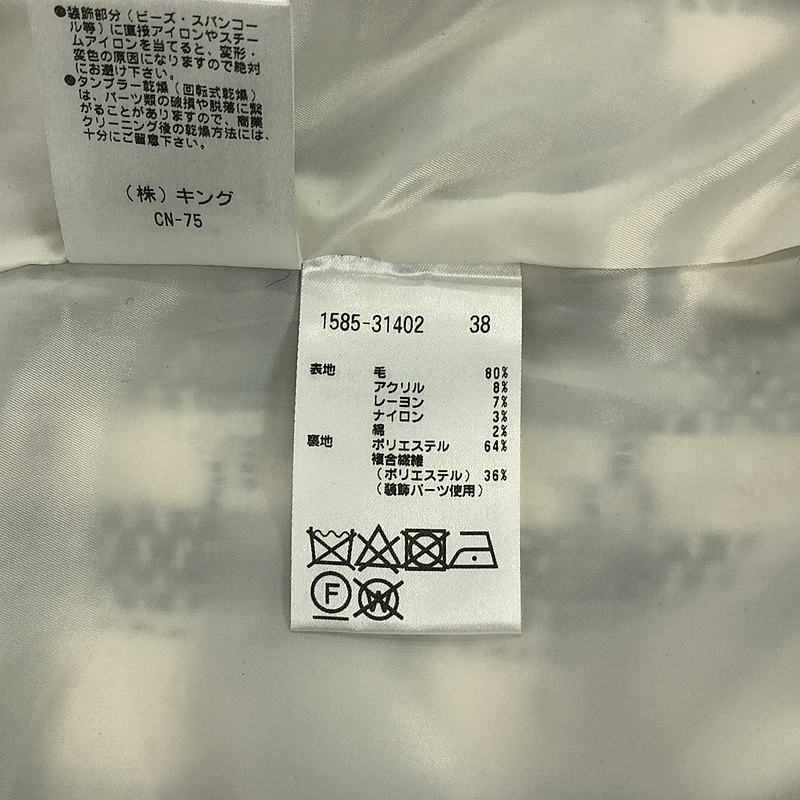 ●装飾部分（ビーズ・スパンコー
ル等）に直接アイロンやスチー
ムアイロンを当てると、変形・
変色の原因になりますので絶対
にお避け下さい。
●タンブラー乾燥（回転式乾燥）
は、パーツ類の破損や脱落に繋
がることがありますので、商業
クリーニング後の乾燥方法には、
十分にご留意下さい。
（株）キング
CN-75
1585-31402 38
表地 毛 80%
アクリル 8%
レーヨン 7%
ナイロン 3%
綿 2%
裏地 ポリエステル 64%
複合繊維
（ポリエステル） 36%
（装飾パーツ使用）
F
W